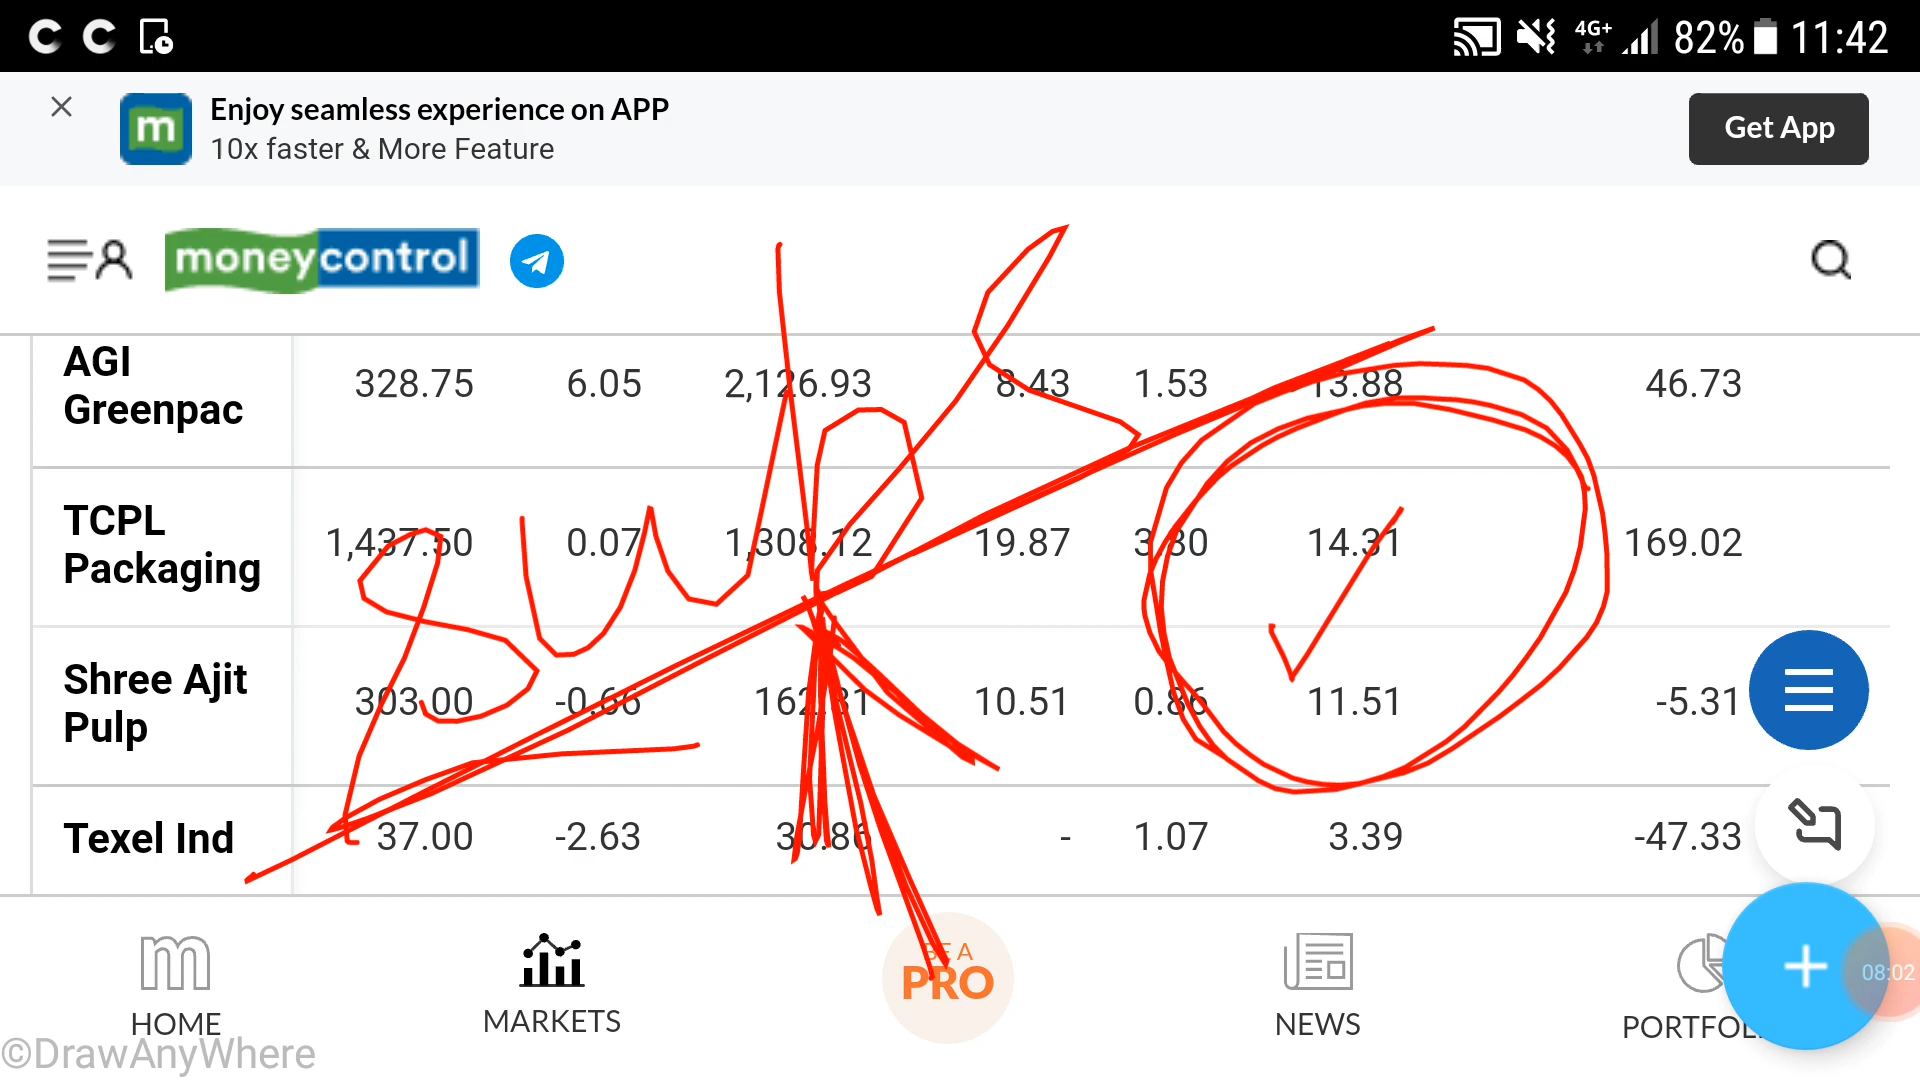 4G+ 82% 11:42
Enjoy seamless experience on APP
10x faster & More Feature
Get App
m
moneycontrol
AGI Greenpac 328.75 6.05 2,126.93 8.43 1.53 13.88 46.73
TCPL Packaging 1,437.50 0.07 1,308.12 19.87 3.80 14.31 169.02
Shree Ajit Pulp 303.00 -0.66 162.31 10.51 0.86 11.51 -5.31
Texel Ind 37.00 -2.63 30.86 - 1.07 3.39 -47.33
BE A
PRO
08:02
HOME MARKETS NEWS PORTFOL
©DrawAnyWhere